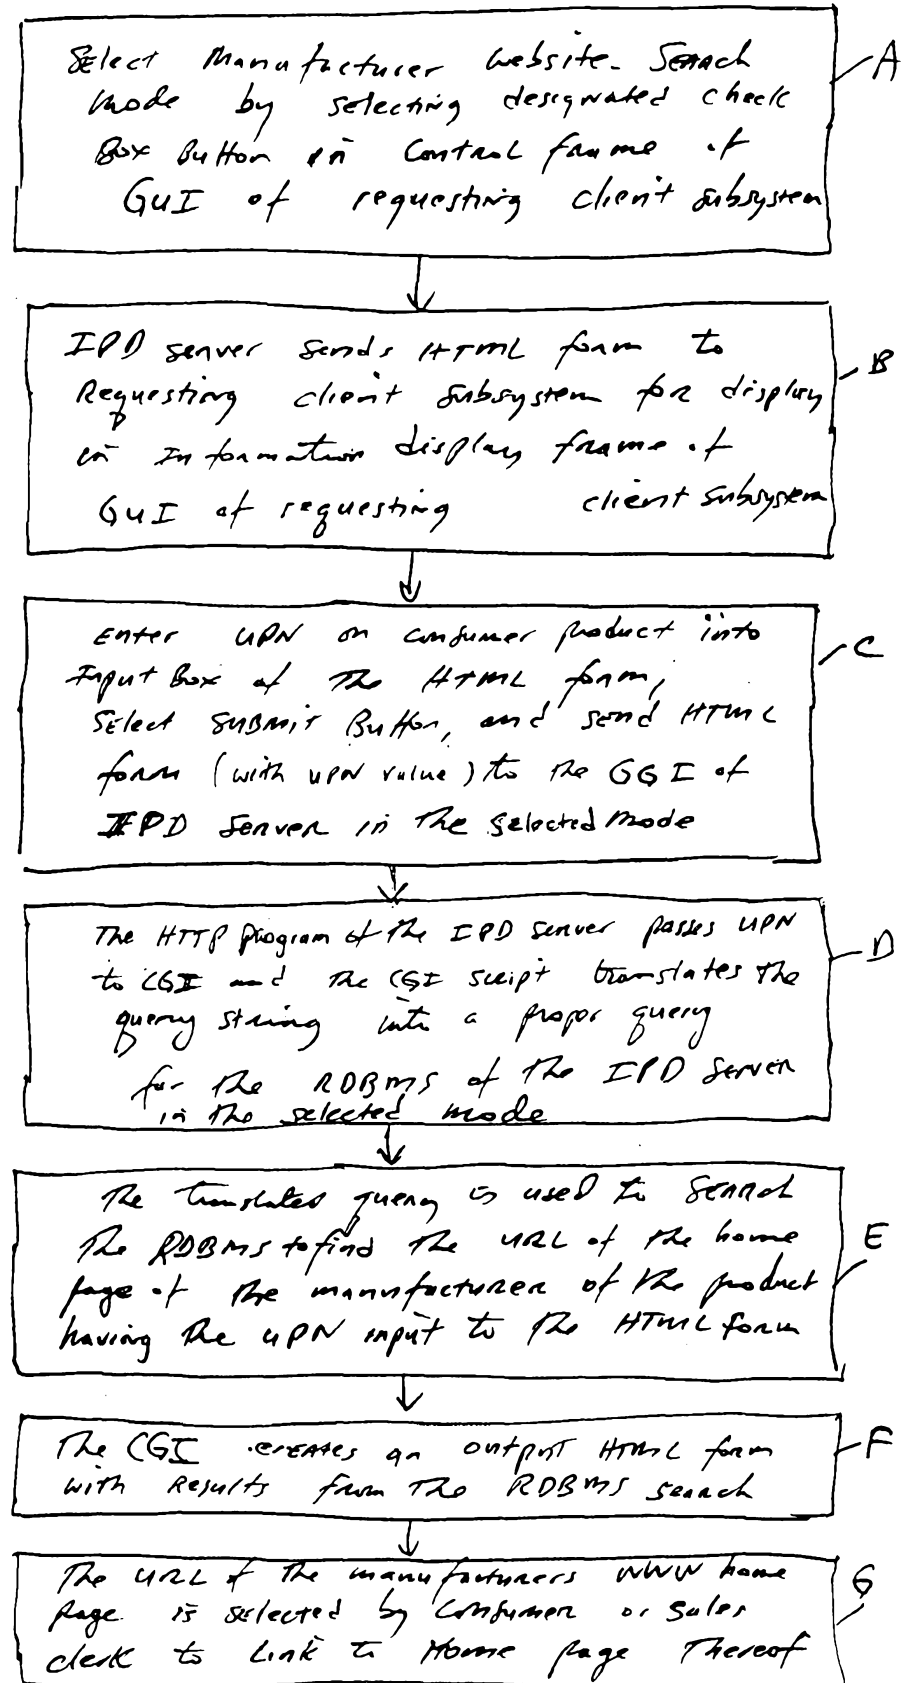 Select Manufacturer Website-Search
mode by selecting designated check
Box Button in Control frame of
GUI of requesting client subsystem
A
IPD server sends HTML form to
Requesting client subsystem for display
in Information display frame of
GUI of requesting client subsystem
B
Enter UPN on consumer product into
Input Box of the HTML form,
Select SUBMIT Button, and send HTML
form (with UPN value) to the GGI of
IPD Server in the selected mode
C
The HTTP program of the IPD server passes UPN
to CGI and the CGI script translates the
query string into a proper query
for the RDBMS of the IPD Server
in the selected mode
D
The translated query is used to search
the RDBMS to find the URL of the home
page of the manufacturer of the product
having the UPN input to the HTML form
E
The CGI creates an output HTML form
with Results from the RDBMS search
F
The URL of the manufacturers WWW home
page is selected by Consumer or Sales
clerk to Link to Home page Thereof
G